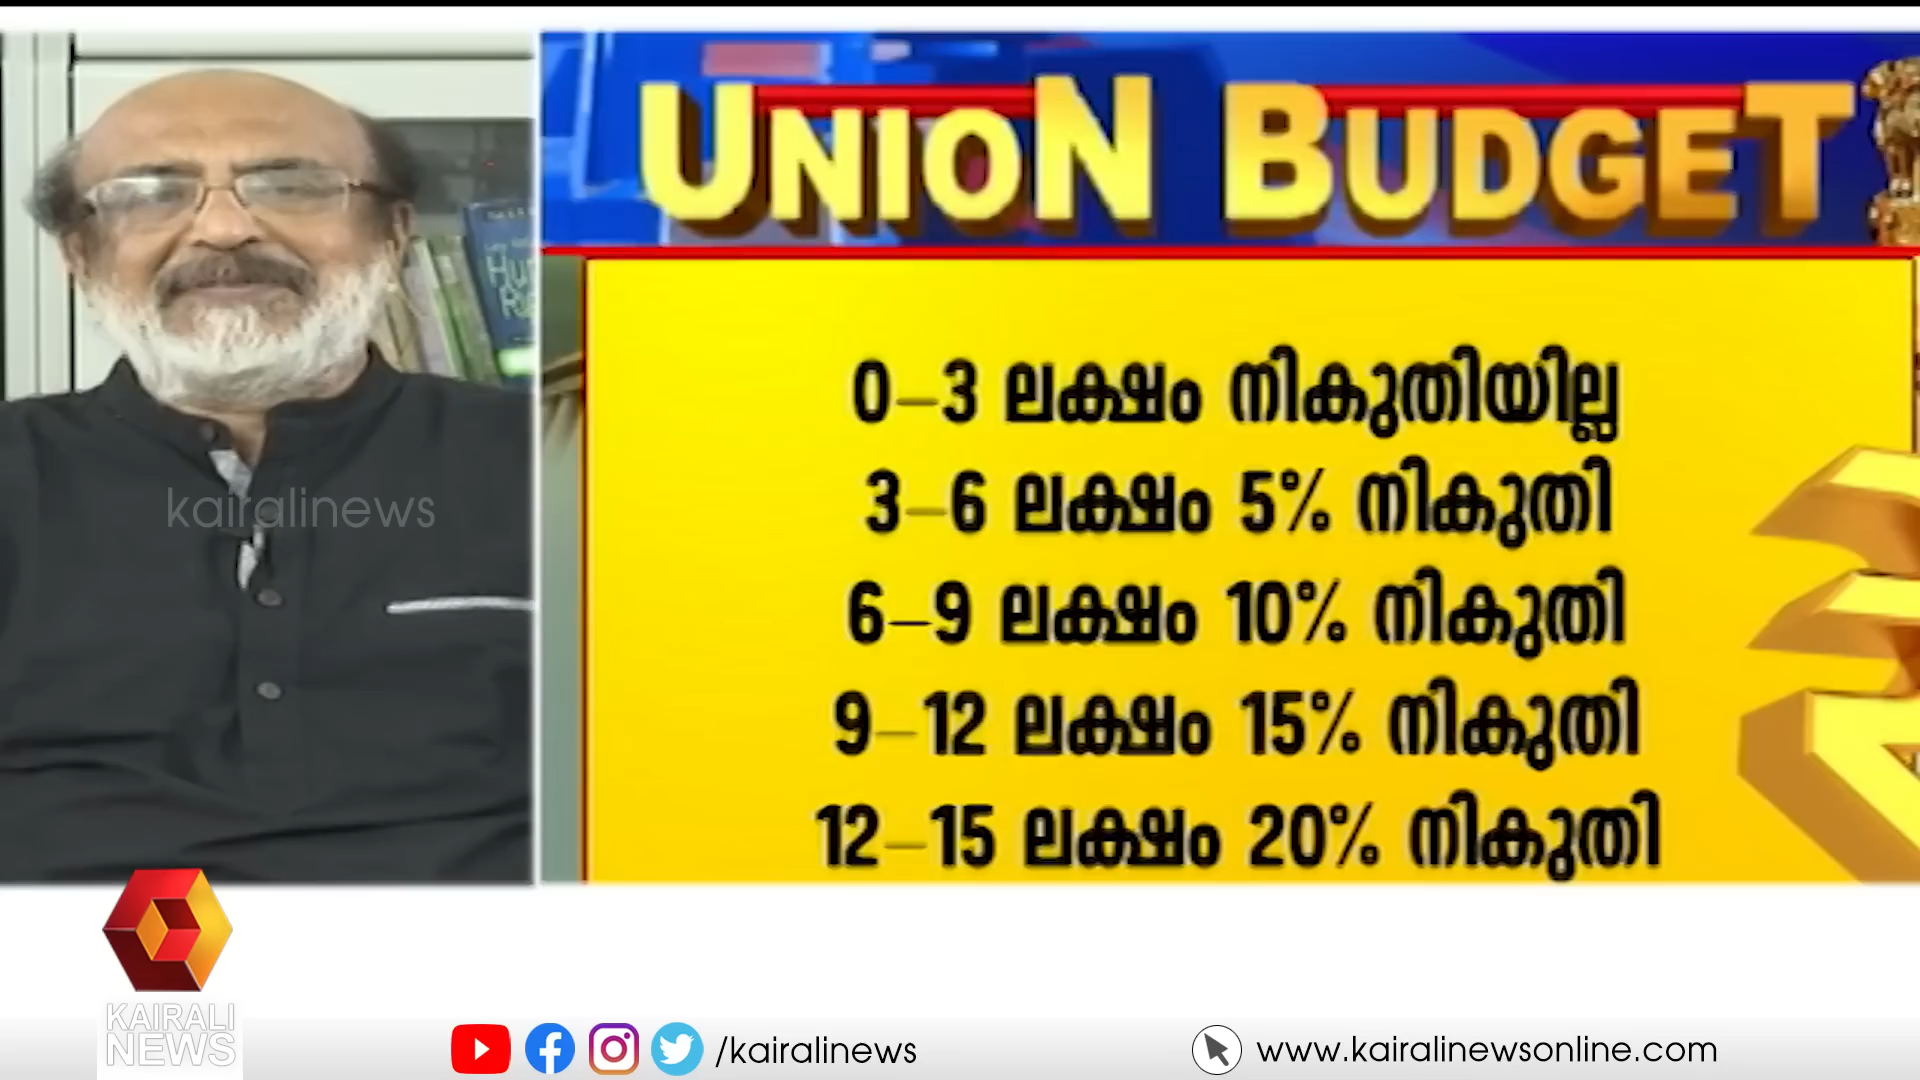 UNION BUDGET
0–3 ലക്ഷം നികുതിയില്ല
3–6 ലക്ഷം 5% നികുതി
6–9 ലക്ഷം 10% നികുതി
9–12 ലക്ഷം 15% നികുതി
12–15 ലക്ഷം 20% നികുതി
kairalinews
KAIRALI
NEWS
/kairalinews
www.kairalinewsonline.com